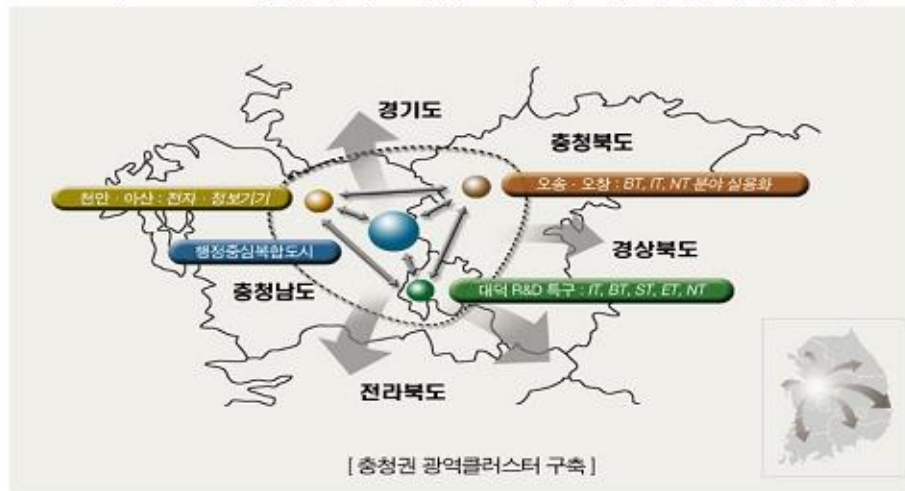 경기도
충청북도
천안·아산 : 전자·정보기기
오송·오창 : BT, IT, NT 분야 실용화
행정중심복합도시
경상북도
충청남도
대덕 R&D 특구 : IT, BT, ST, ET, NT
전라북도
[ 충청권 광역클러스터 구축 ]